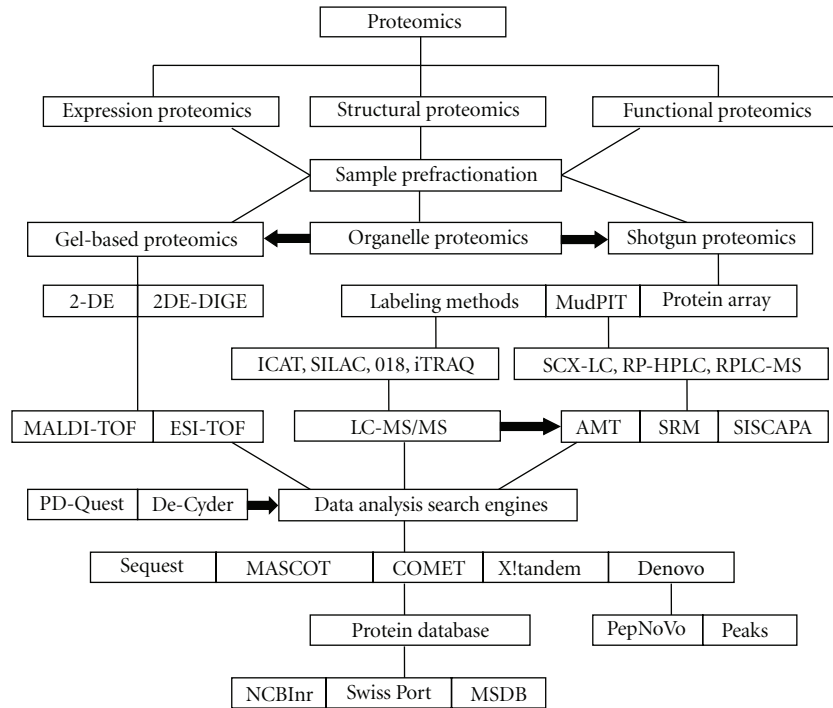 Proteomics
Expression proteomics
Structural proteomics
Functional proteomics
Sample prefractionation
Gel-based proteomics
Organelle proteomics
Shotgun proteomics
2-DE
2DE-DIGE
Labeling methods
MudPIT
Protein array
ICAT, SILAC, 018, iTRAQ
SCX-LC, RP-HPLC, RPLC-MS
MALDI-TOF
ESI-TOF
LC-MS/MS
AMT
SRM
SISCAPA
PD-Quest
De-Cyder
Data analysis search engines
Sequest
MASCOT
COMET
X!tandem
Denovo
Protein database
PepNoVo
Peaks
NCBInr
Swiss Port
MSDB